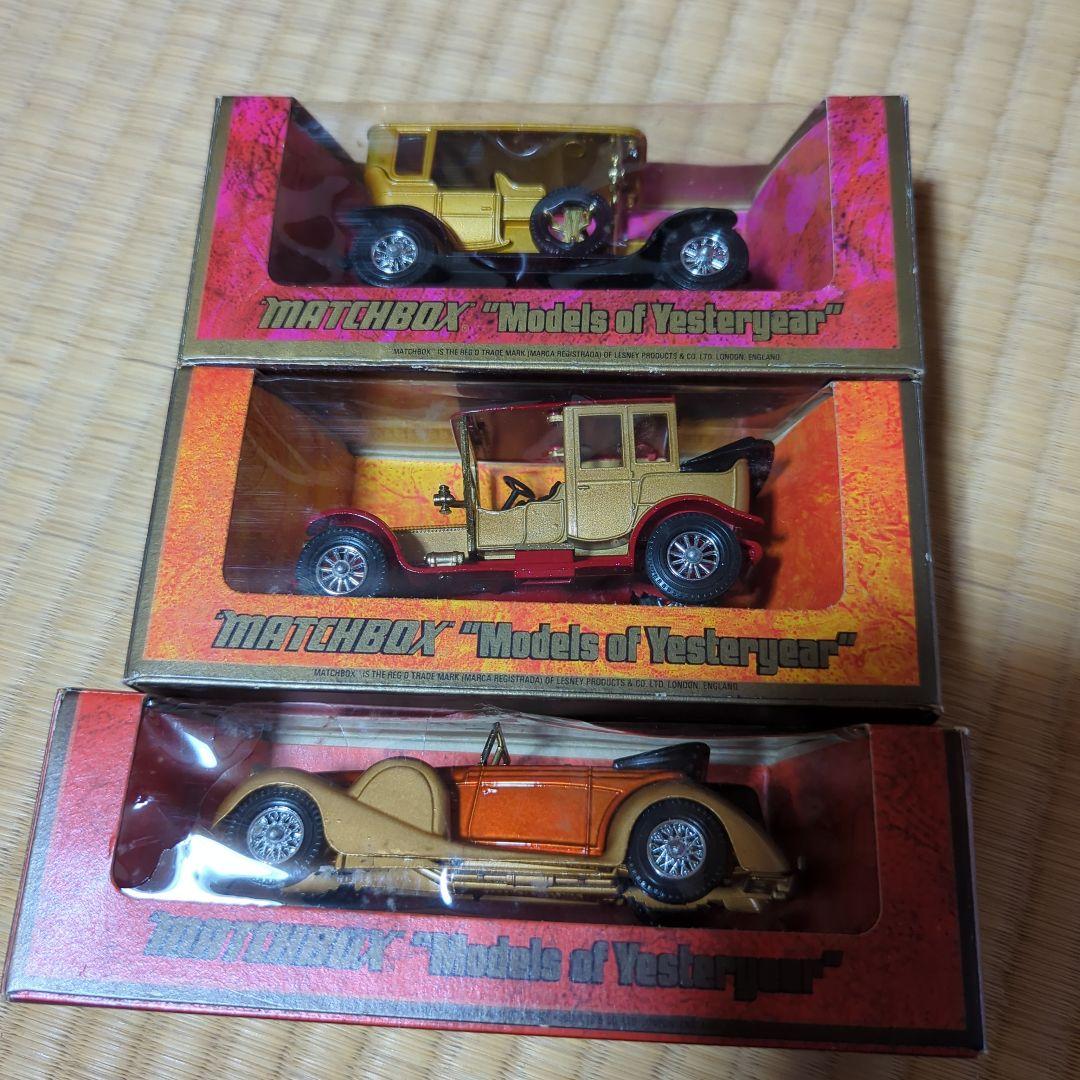 MATCHBOX® "Models of Yesteryear"
"MATCHBOX" IS THE REG'D TRADE MARK (MARCA REGISTRADA) OF LESNEY PRODUCTS & CO. LTD. LONDON, ENGLAND
"MATCHBOX" "Models of Yesteryear"
"MATCHBOX" IS THE REG'D TRADE MARK (MARCA REGISTRADA) OF LESNEY PRODUCTS & CO. LTD. LONDON, ENGLAND
MATCHBOX "Models of Yesteryear"